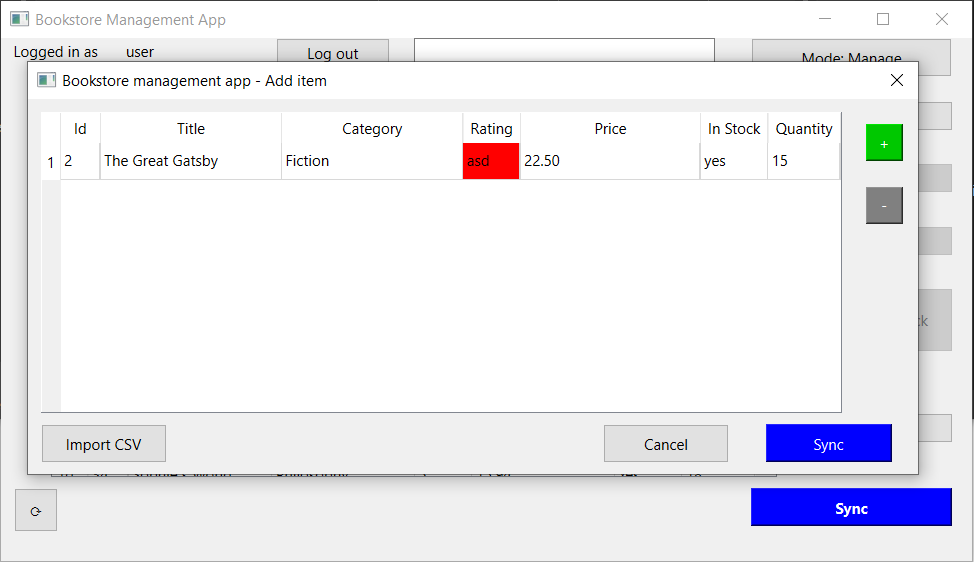 Bookstore Management App
Logged in as user
Log out
Mode: Manage
Bookstore management app - Add item
Id Title Category Rating Price In Stock Quantity
1 2 The Great Gatsby Fiction asd 22.50 yes 15
+
-
Import CSV
Cancel
Sync
⟳
Sync